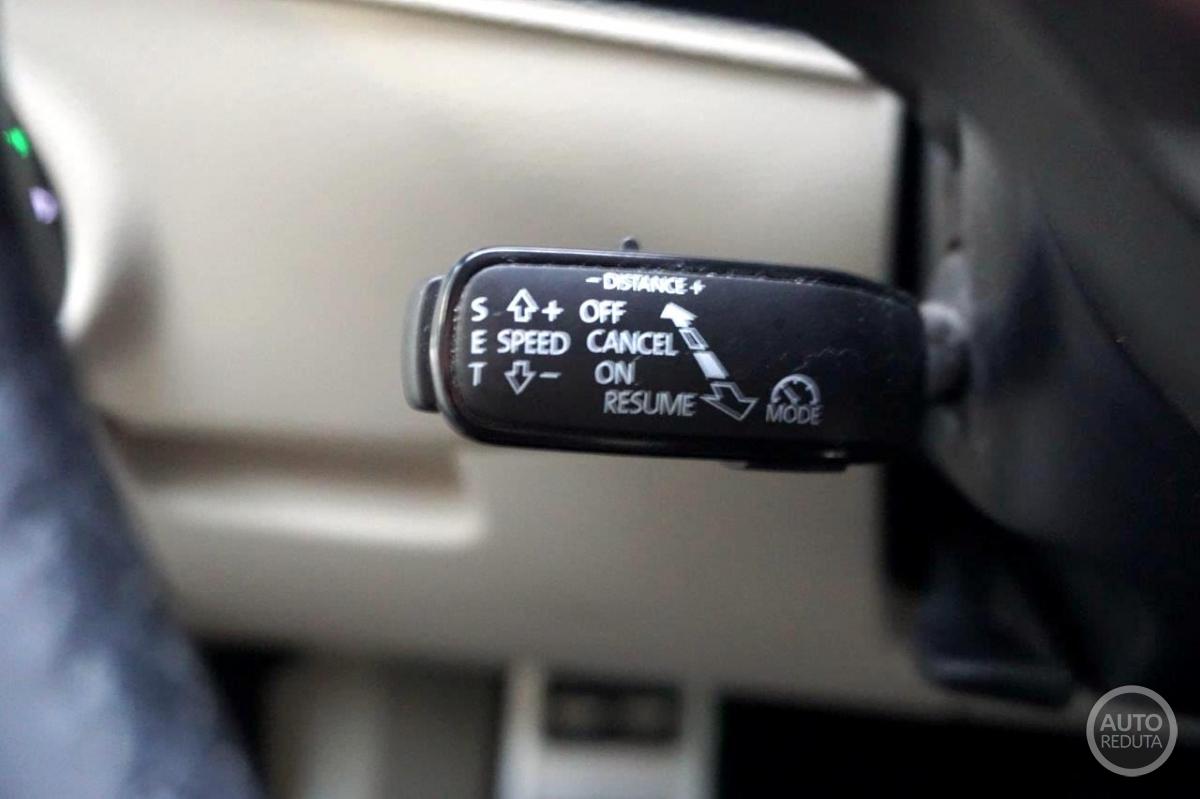 - DISTANCE +
S + OFF
E SPEED CANCEL
T - ON
RESUME
MODE
AUTO
REDUTA